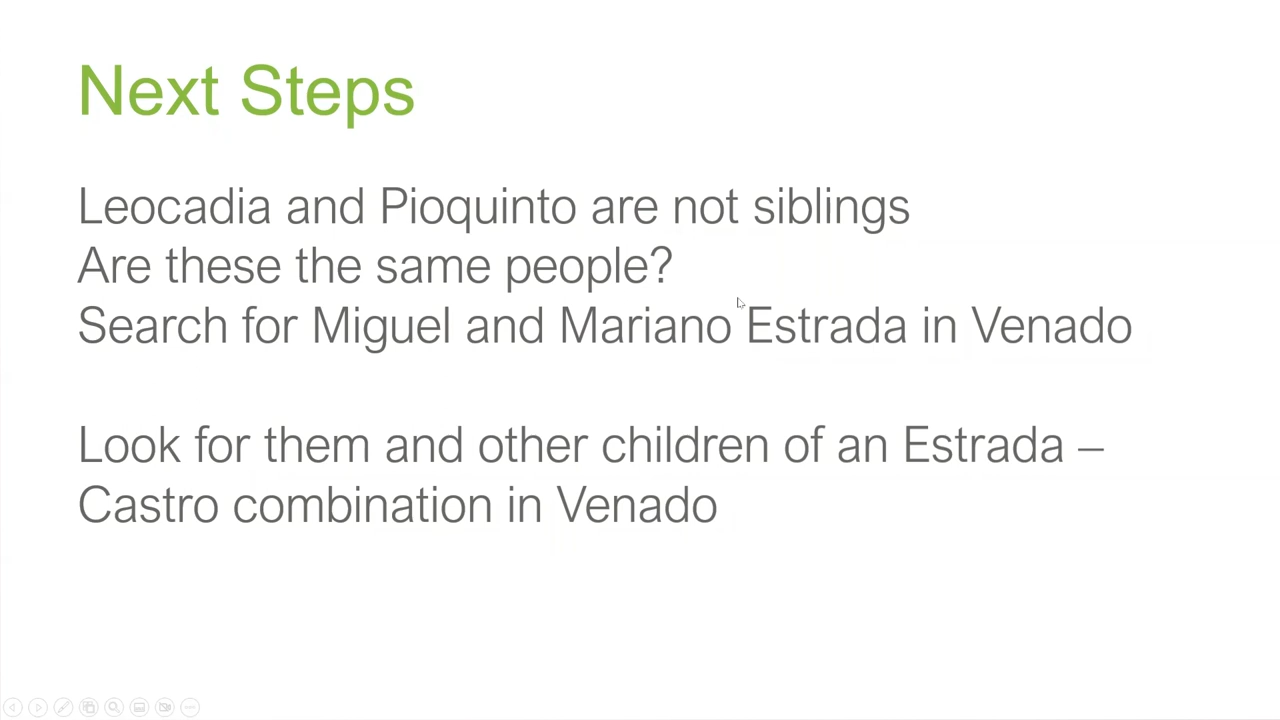 Next Steps
Leocadia and Pioquinto are not siblings
Are these the same people?
Search for Miguel and Mariano Estrada in Venado
Look for them and other children of an Estrada –
Castro combination in Venado